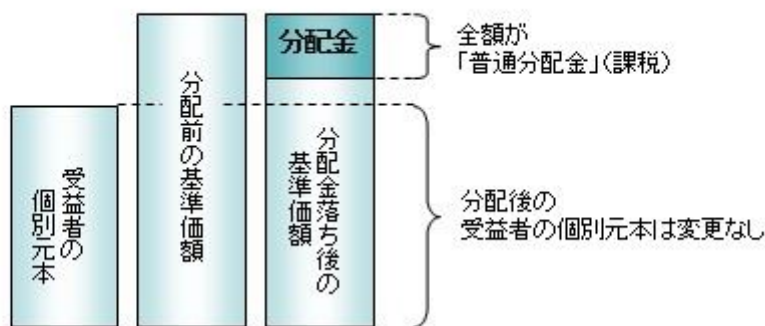 受益者の
個別元本
分配前の基準価額
分配金
分配金落ち後の
基準価額
全額が
「普通分配金」(課税)
分配後の
受益者の個別元本は変更なし